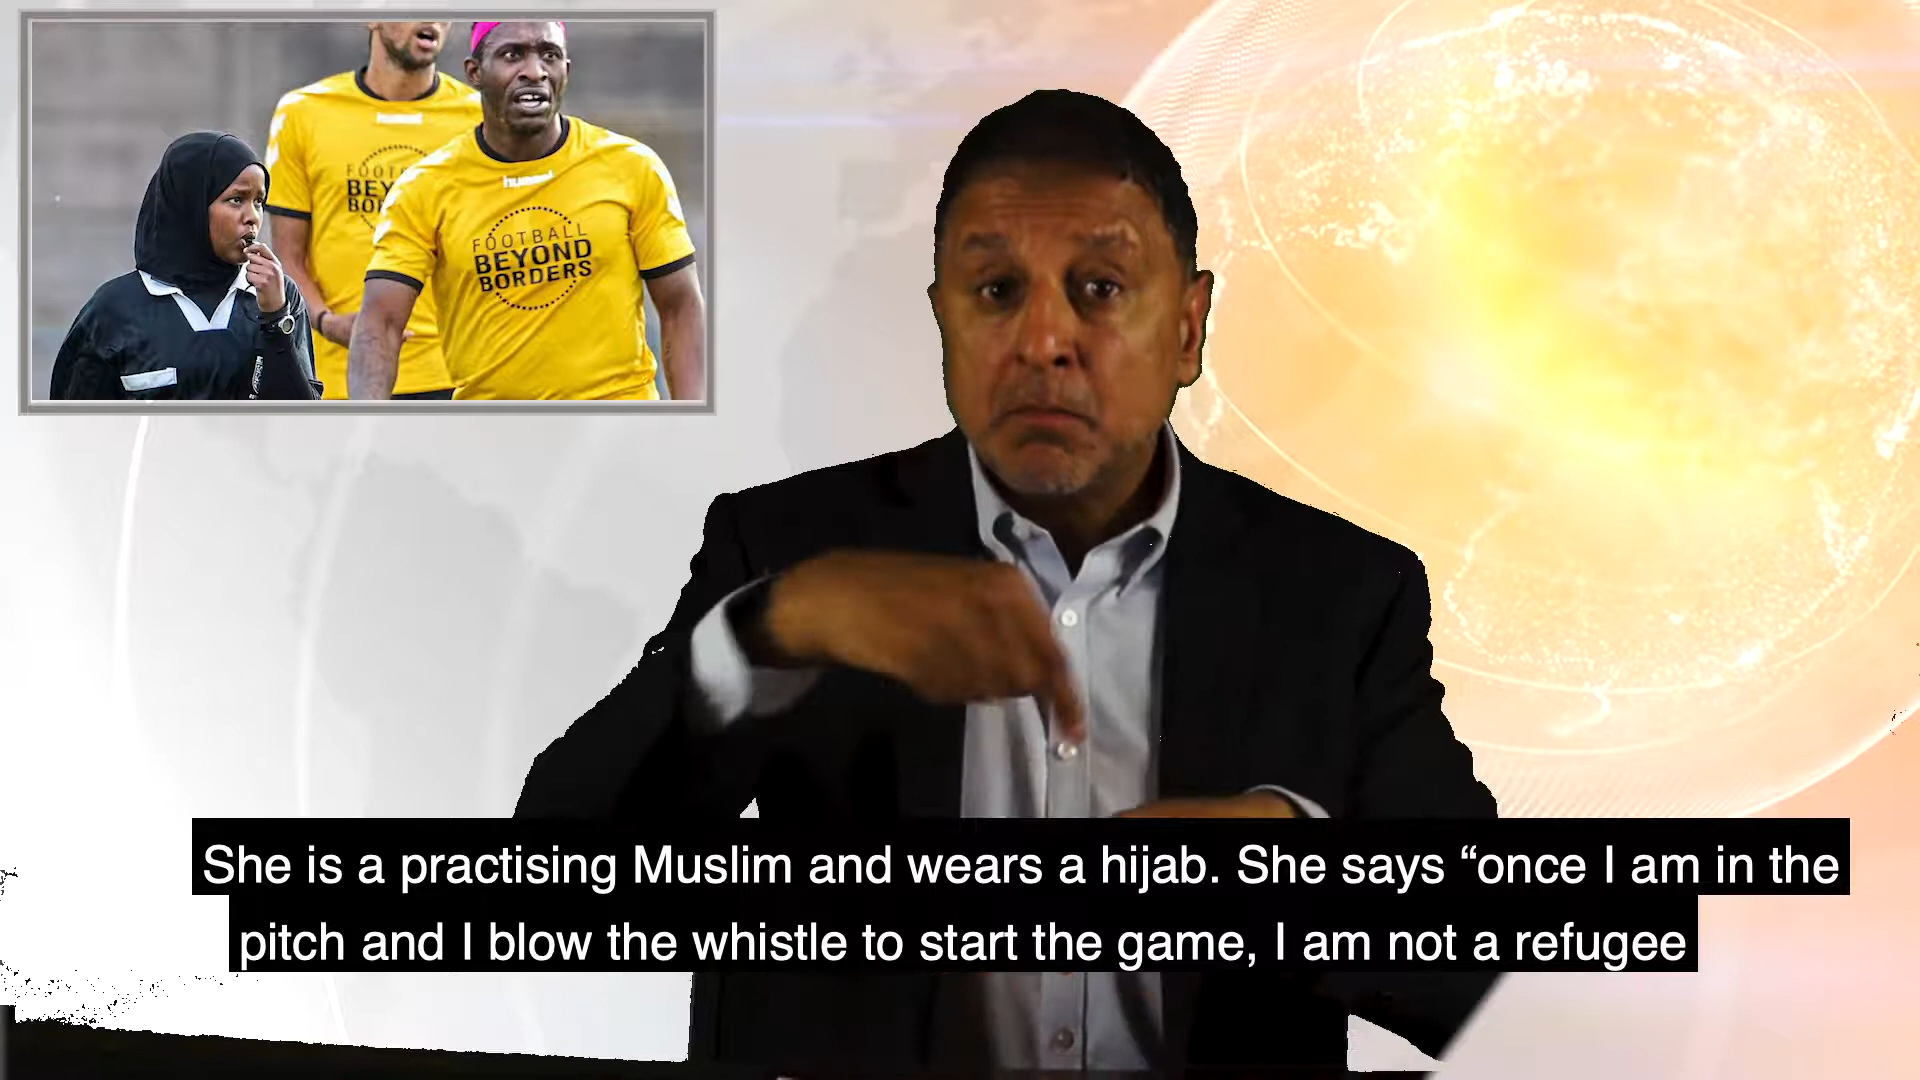 hummel
FOOTBALL
BEYOND
BORDERS
She is a practising Muslim and wears a hijab. She says “once I am in the
pitch and I blow the whistle to start the game, I am not a refugee